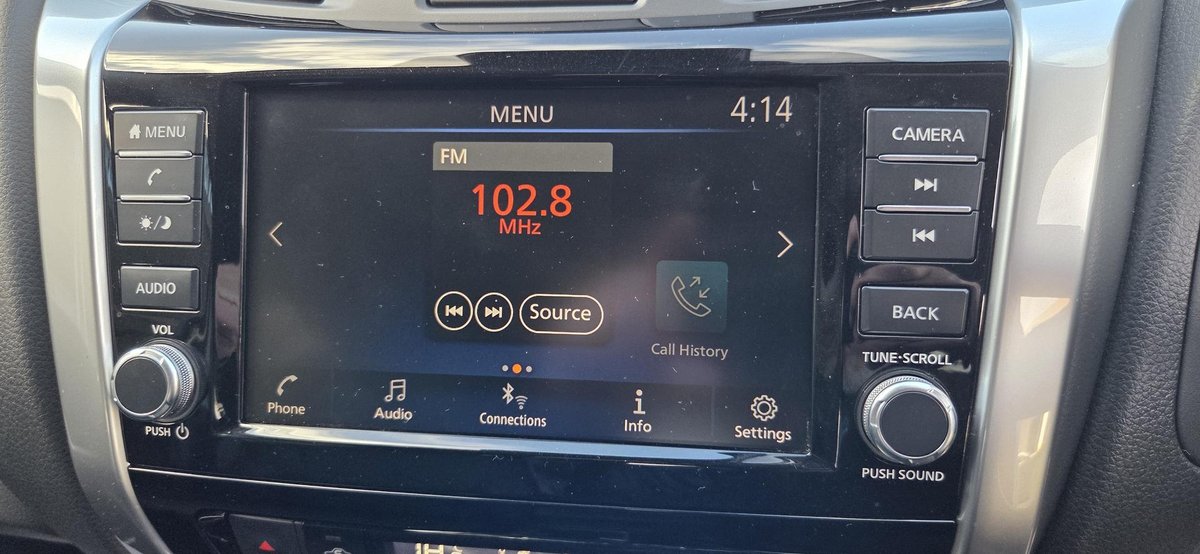 MENU
4:14
FM
102.8
MHz
Source
Call History
Phone
Audio
Connections
Info
Settings
MENU
AUDIO
VOL
PUSH
CAMERA
BACK
TUNE·SCROLL
PUSH SOUND